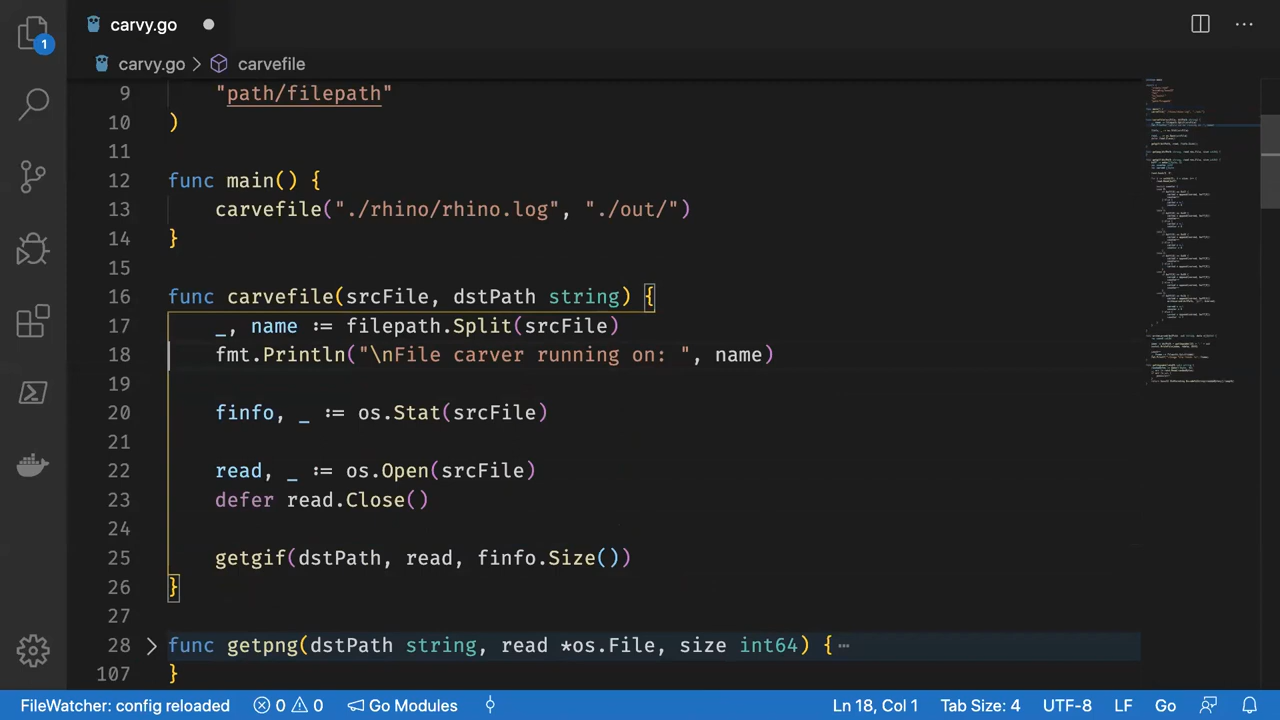 carvy.go
1
carvy.go > carvefile
9 "path/filepath"
10 )
11
12 func main() {
13 carvefile("./rhino/rhino.log", "./out/")
14 }
15
16 func carvefile(srcFile, dstPath string) {
17 _, name := filepath.Split(srcFile)
18 fmt.Println("\nFile carver running on: ", name)
19
20 finfo, _ := os.Stat(srcFile)
21
22 read, _ := os.Open(srcFile)
23 defer read.Close()
24
25 getgif(dstPath, read, finfo.Size())
26 }
27
28 func getpng(dstPath string, read *os.File, size int64) { ⋯
107 }
FileWatcher: config reloaded 0 0 Go Modules Ln 18, Col 1 Tab Size: 4 UTF-8 LF Go